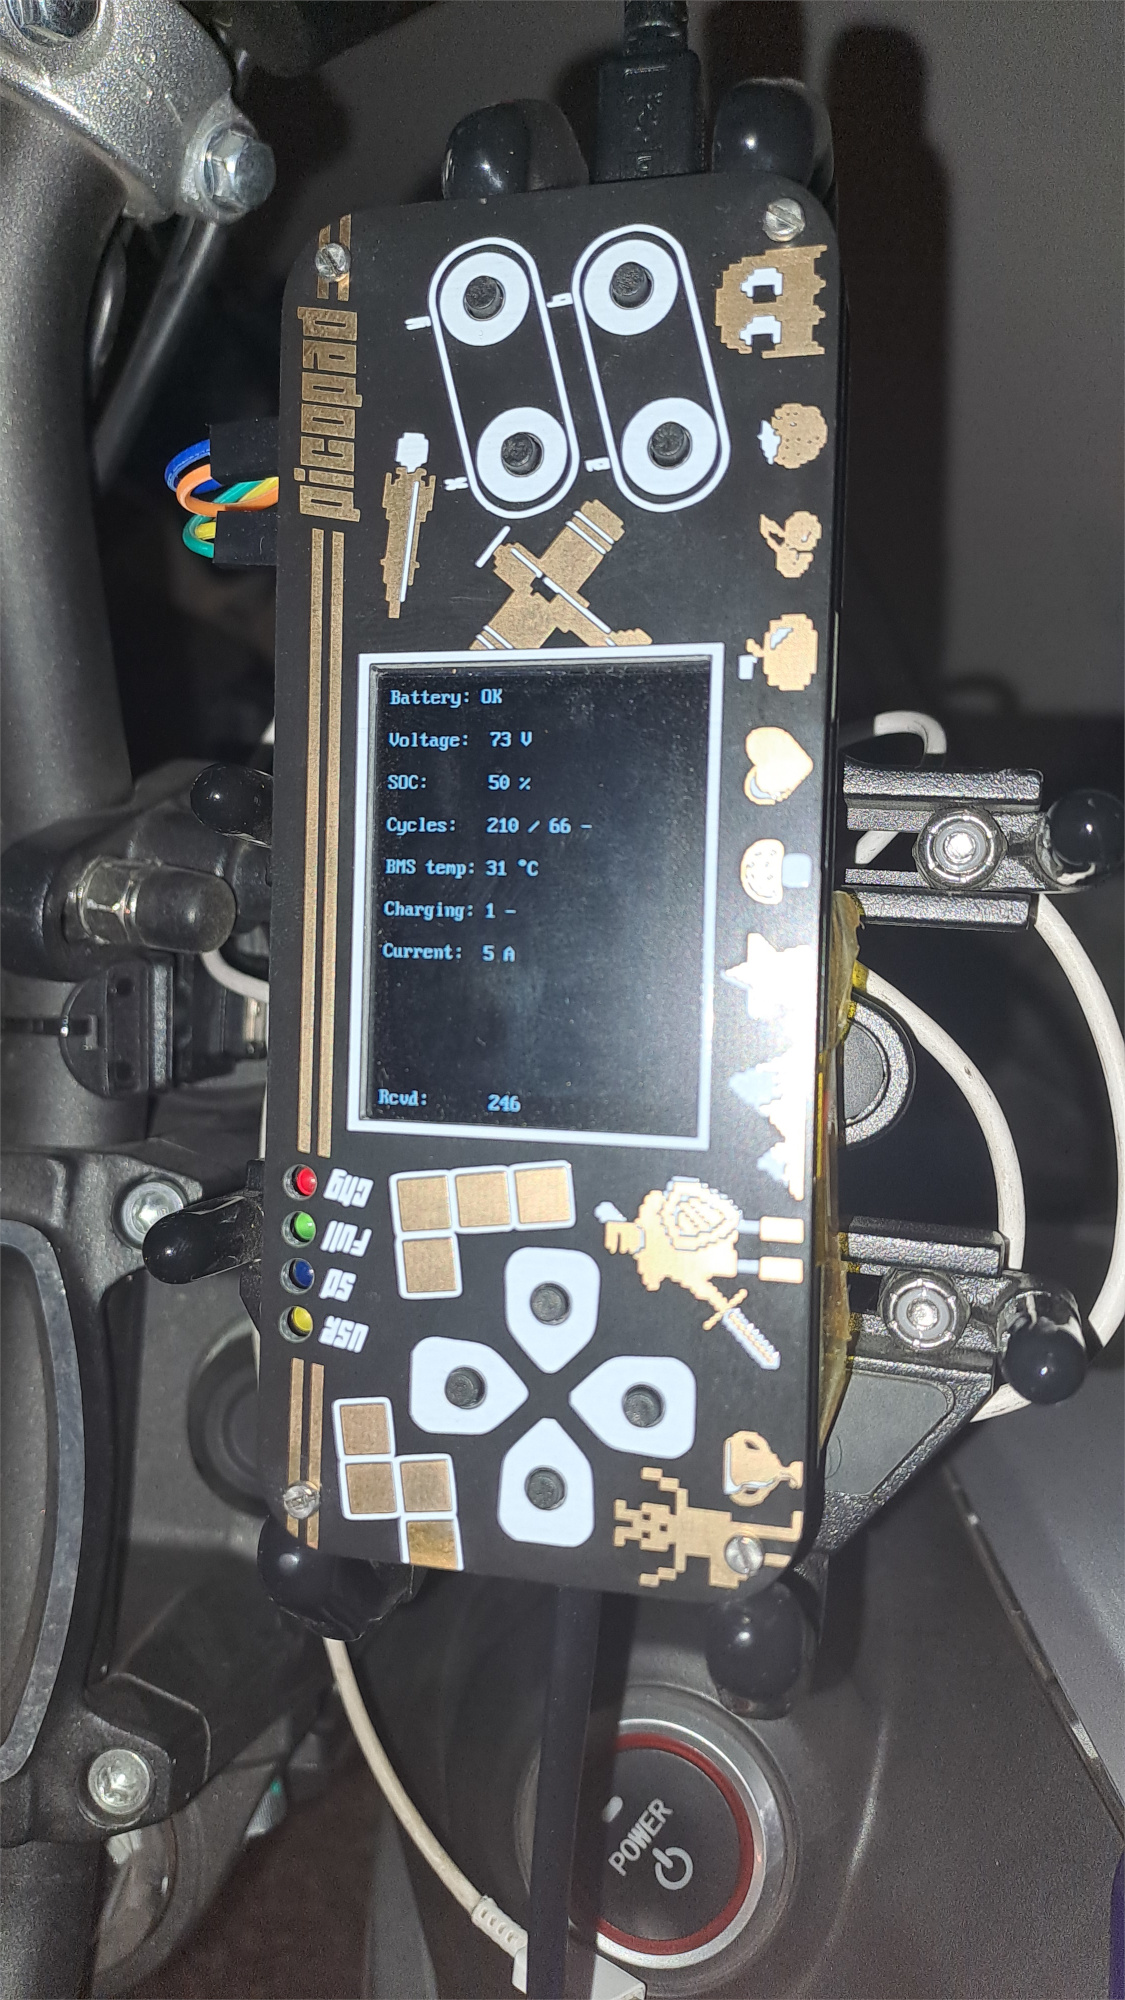 picopad
Y
B
X
A
Battery: OK
Voltage: 73 V
SOC: 50 %
Cycles: 210 / 66 -
BMS temp: 31 °C
Charging: 1 -
Current: 5 A
Rcvd: 246
chg
full
sd
usr
POWER